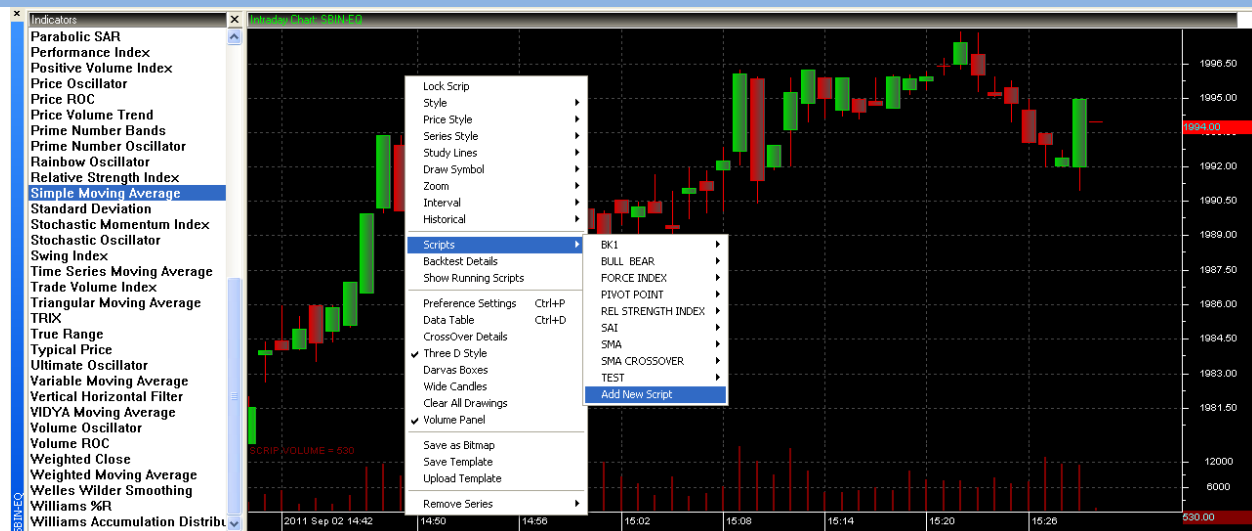 Indicators
Intraday Chart: SBIN-EQ
Parabolic SAR
Performance Index
Positive Volume Index
Price Oscillator
Price ROC
Price Volume Trend
Prime Number Bands
Prime Number Oscillator
Rainbow Oscillator
Relative Strength Index
Simple Moving Average
Standard Deviation
Stochastic Momentum Index
Stochastic Oscillator
Swing Index
Time Series Moving Average
Trade Volume Index
Triangular Moving Average
TRIX
True Range
Typical Price
Ultimate Oscillator
Variable Moving Average
Vertical Horizontal Filter
VIDYA Moving Average
Volume Oscillator
Volume ROC
Weighted Close
Weighted Moving Average
Welles Wilder Smoothing
Williams %R
Williams Accumulation Distribu
SBIN-EQ
Lock Scrip
Style
Price Style
Series Style
Study Lines
Draw Symbol
Zoom
Interval
Historical
Scripts
Backtest Details
Show Running Scripts
Preference Settings Ctrl+P
Data Table Ctrl+D
CrossOver Details
Three D Style
Darvas Boxes
Wide Candles
Clear All Drawings
Volume Panel
Save as Bitmap
Save Template
Upload Template
Remove Series
BK1
BULL BEAR
FORCE INDEX
PIVOT POINT
REL STRENGTH INDEX
SAI
SMA
SMA CROSSOVER
TEST
Add New Script
1996.50
1995.00
1994.00
1992.00
1990.50
1989.00
1987.50
1986.00
1984.50
1983.00
1981.50
SCRIP VOLUME = 530
12000
6000
530.00
2011 Sep 02 14:42 14:50 14:56 15:02 15:08 15:14 15:20 15:26